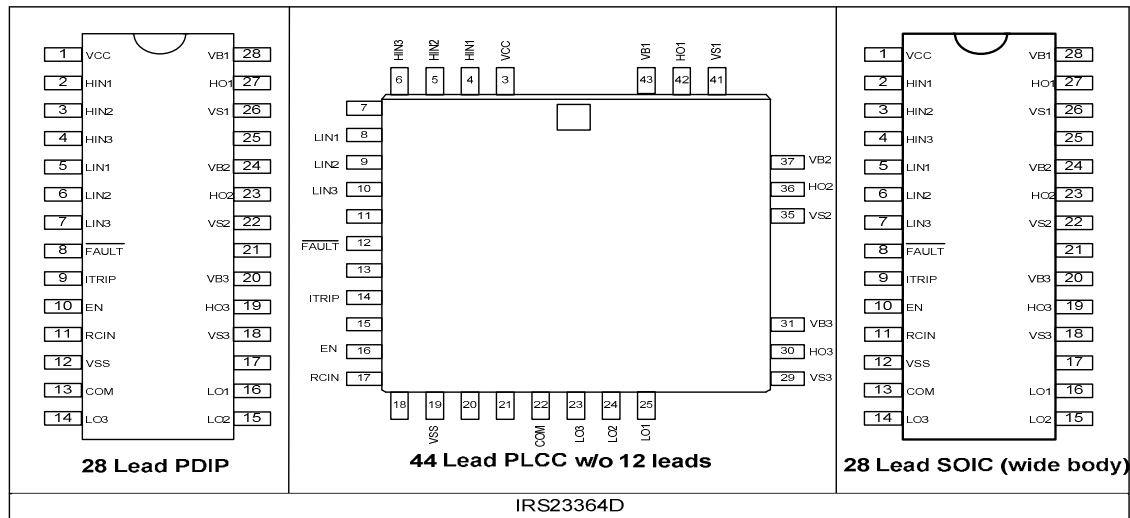 1 VCC VB1 28
2 HIN1 HO1 27
3 HIN2 VS1 26
4 HIN3 25
5 LIN1 VB2 24
6 LIN2 HO2 23
7 LIN3 VS2 22
8 FAULT 21
9 ITRIP VB3 20
10 EN HO3 19
11 RCIN VS3 18
12 VSS 17
13 COM LO1 16
14 LO3 LO2 15
28 Lead PDIP
HIN3 HIN2 HIN1 VCC VB1 HO1 VS1
6 5 4 3 43 42 41
7
LIN1 8
LIN2 9 37 VB2
LIN3 10 36 HO2
11 35 VS2
FAULT 12
13
ITRIP 14
15 31 VB3
EN 16 30 HO3
RCIN 17 29 VS3
18 19 20 21 22 23 24 25
VSS COM LO3 LO2 LO1
44 Lead PLCC w/o 12 leads
1 VCC VB1 28
2 HIN1 HO1 27
3 HIN2 VS1 26
4 HIN3 25
5 LIN1 VB2 24
6 LIN2 HO2 23
7 LIN3 VS2 22
8 FAULT 21
9 ITRIP VB3 20
10 EN HO3 19
11 RCIN VS3 18
12 VSS 17
13 COM LO1 16
14 LO3 LO2 15
28 Lead SOIC (wide body)
IRS23364D